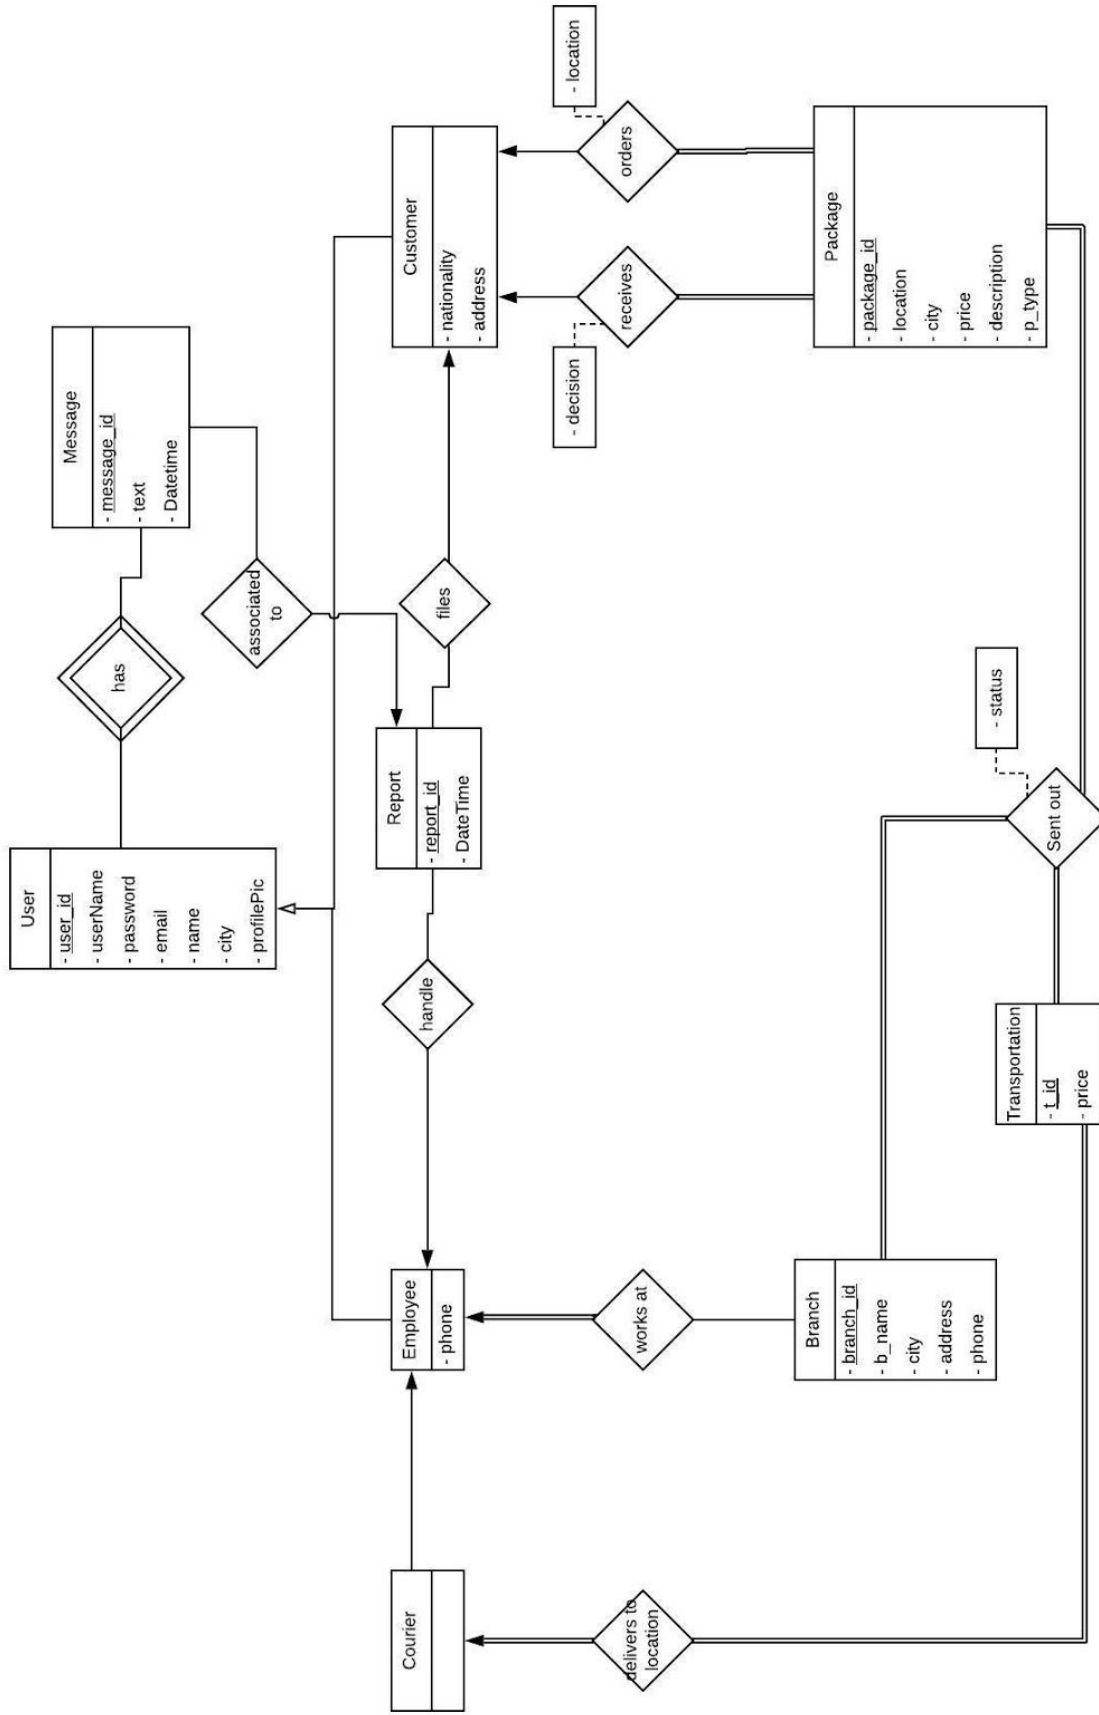 User
- user_id
- userName
- password
- email
- name
- city
- profilePic
has
Message
- message_id
- text
- Datetime
associated
to
Report
- report_id
- DateTime
files
handle
Customer
- nationality
- address
Employee
- phone
Courier
- decision
- location
receives
orders
works at
delivers to
location
Branch
- branch_id
- b_name
- city
- address
- phone
Package
- package_id
- location
- city
- price
- description
- p_type
- status
Sent out
Transportation
- t_id
- price